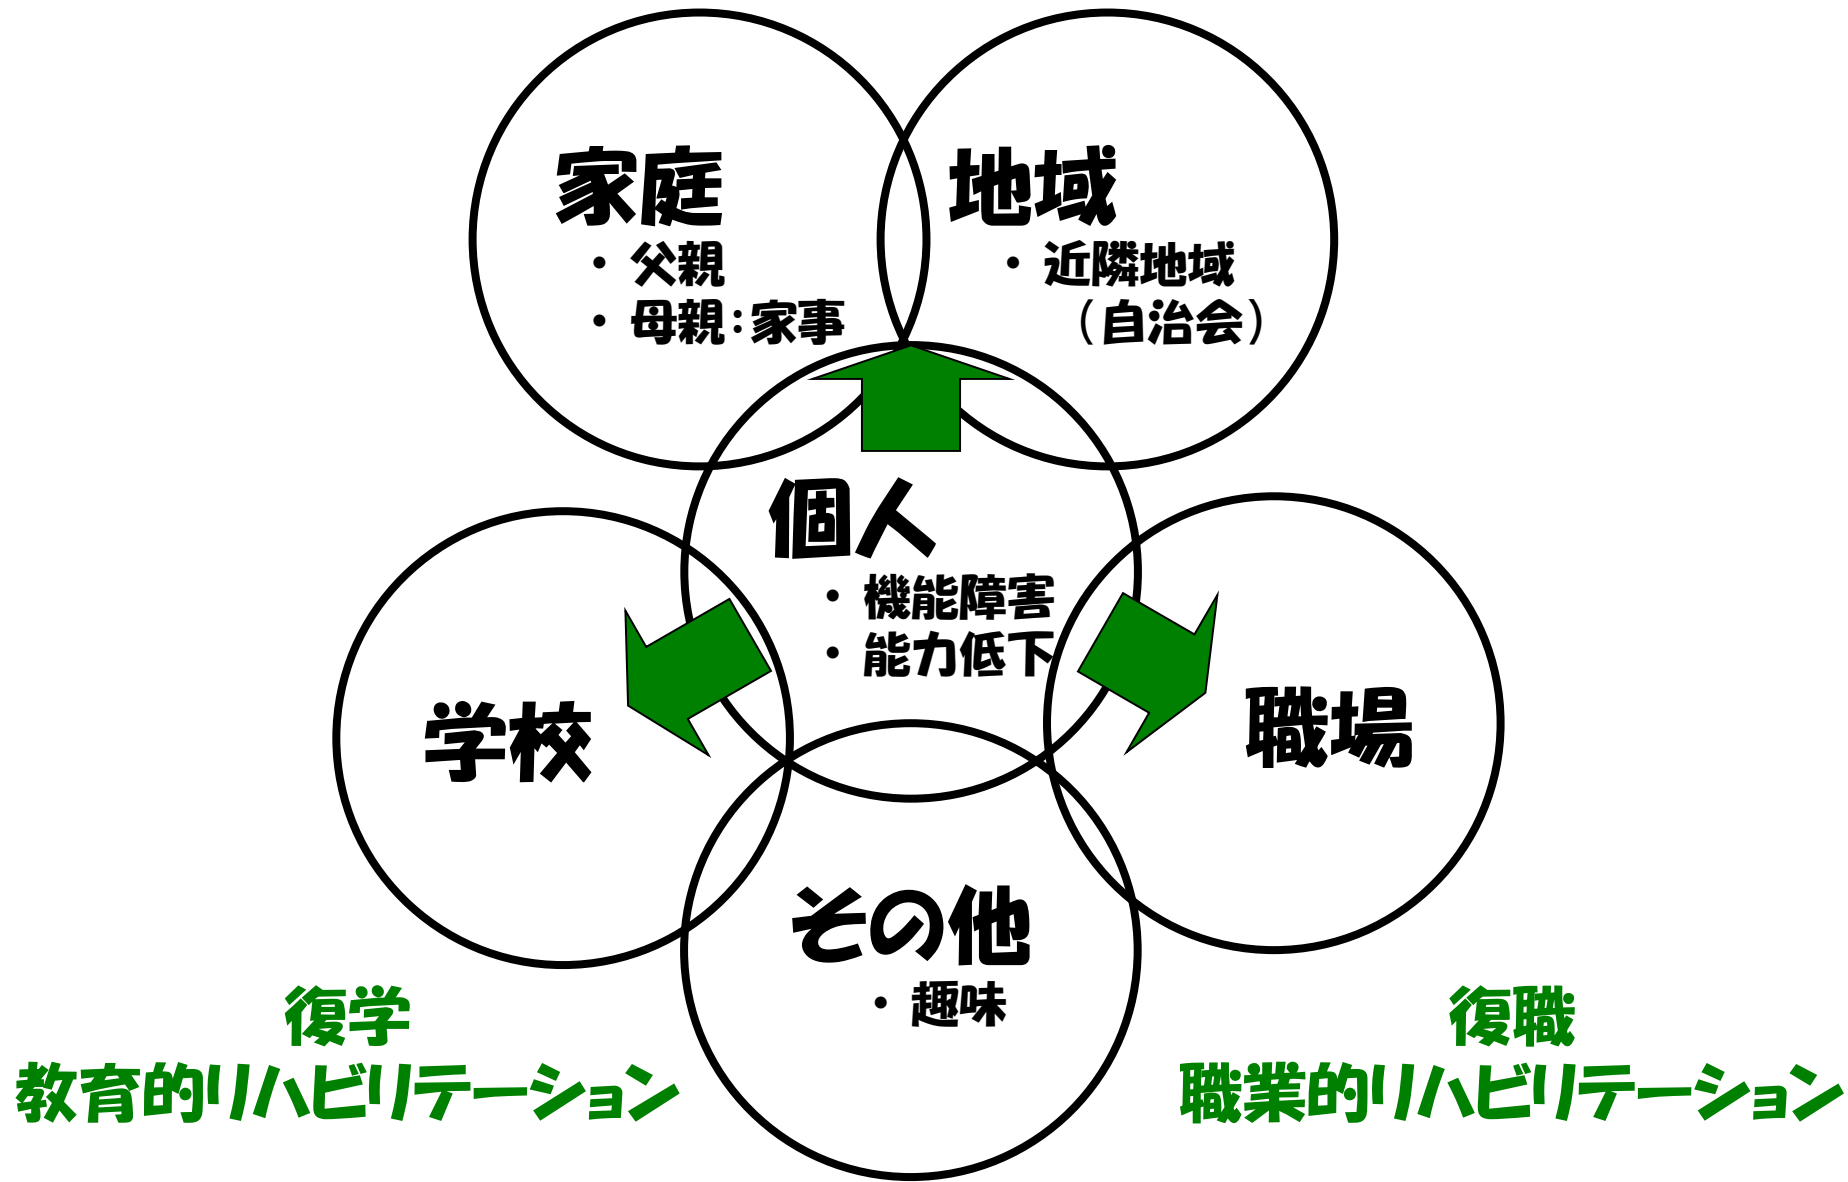 家庭
・父親
・母親：家事
地域
・近隣地域
（自治会）
個人
・機能障害
・能力低下
学校
職場
その他
・趣味
復学
教育的リハビリテーション
復職
職業的リハビリテーション